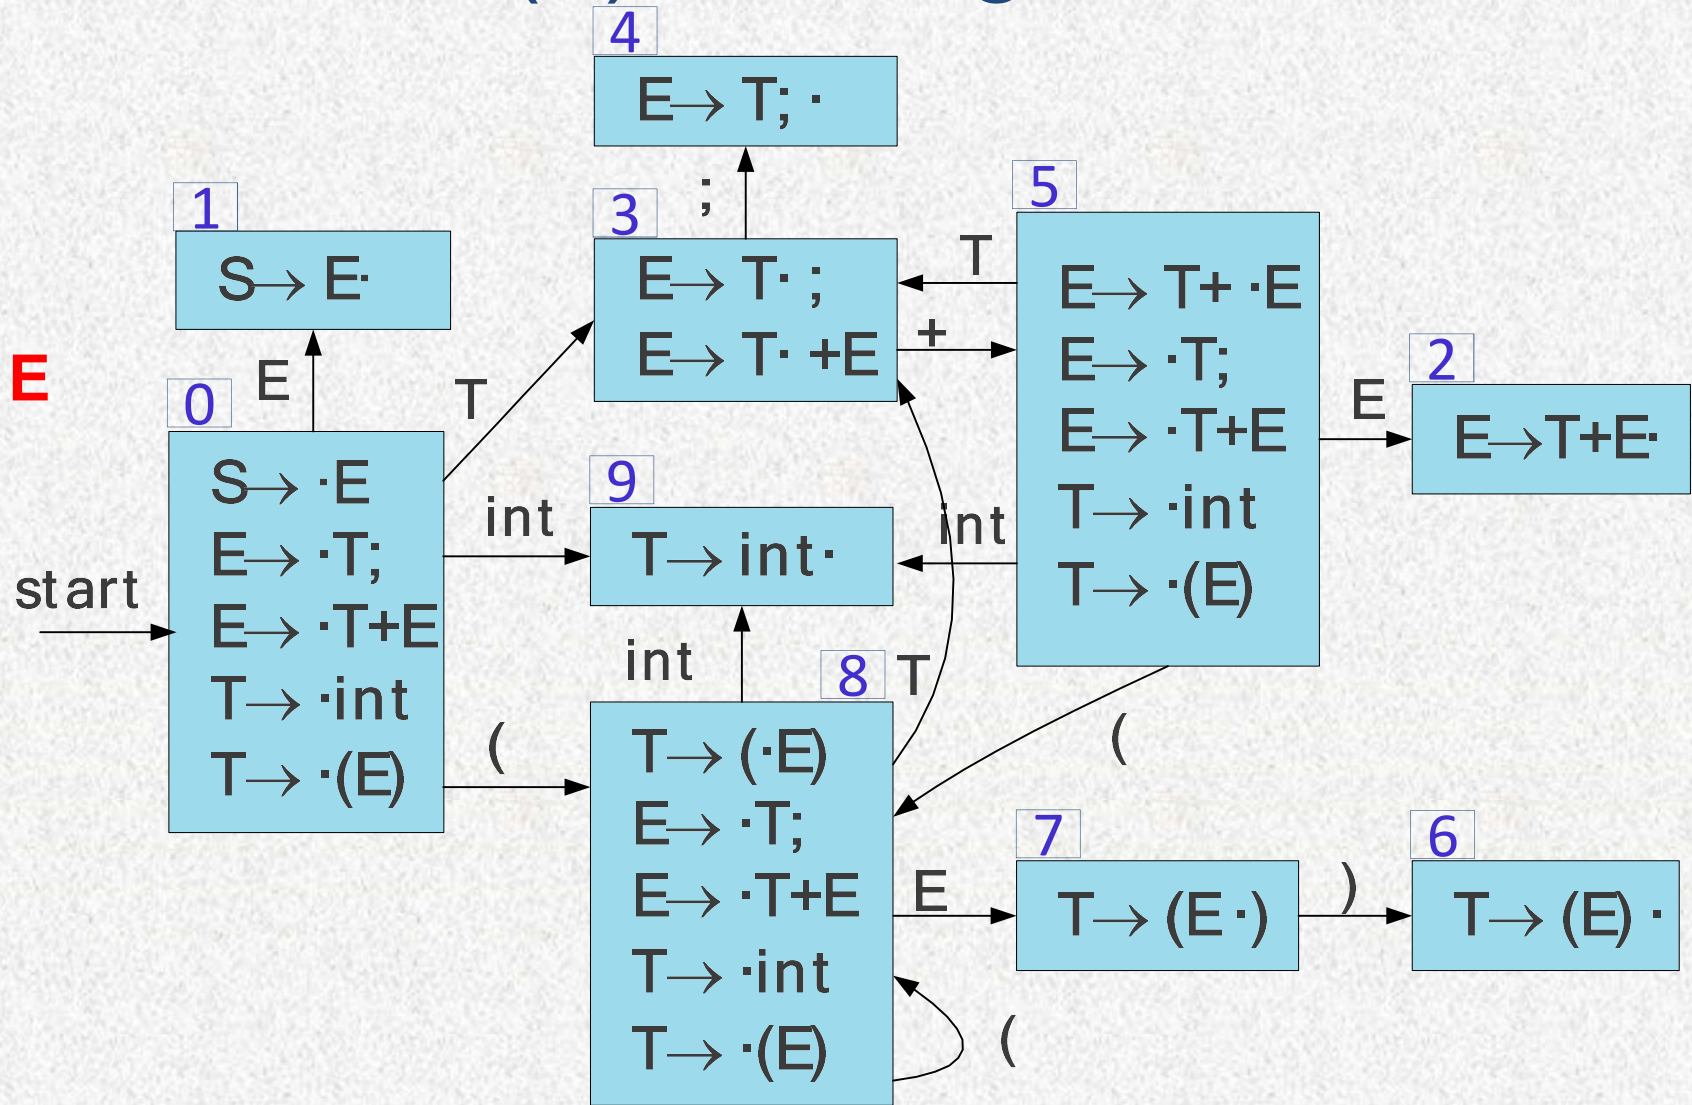 4
E→ T; ·
;
1
S→ E·
3
E→ T· ;
E→ T· +E
T
+
5
E→ T+ ·E
E→ ·T;
E→ ·T+E
T→ ·int
T→ ·(E)
E
2
E→T+E·
E
0
E
T
S→ ·E
E→ ·T;
E→ ·T+E
T→ ·int
T→ ·(E)
start
int
9
T→ int·
int
int
(
8
T
T→ (·E)
E→ ·T;
E→ ·T+E
T→ ·int
T→ ·(E)
(
E
7
T→ (E·)
)
6
T→ (E) ·
(